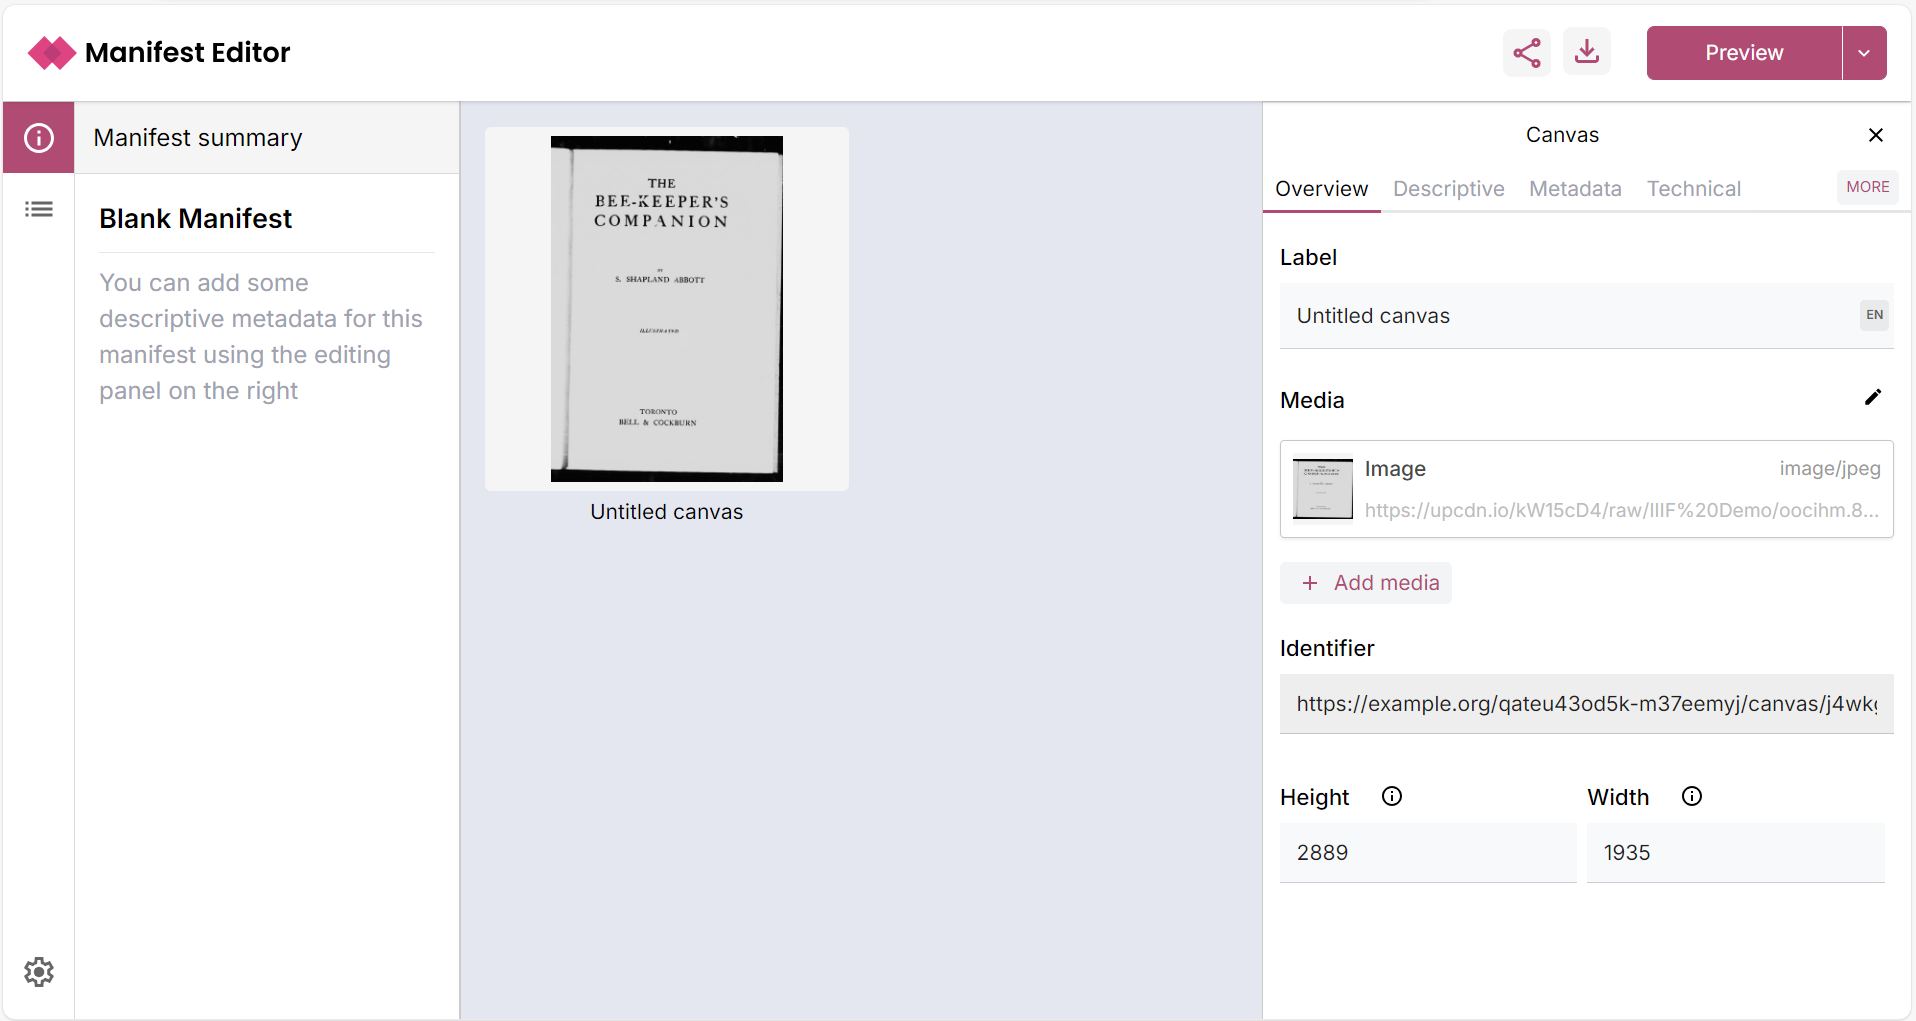 Manifest Editor
Preview
Manifest summary
Blank Manifest
You can add some
descriptive metadata for this
manifest using the editing
panel on the right
THE
BEE-KEEPER'S
COMPANION
BY
S. SHAPLAND ABBOTT
ILLUSTRATED
TORONTO
BELL & COCKBURN
Untitled canvas
Canvas
Overview Descriptive Metadata Technical MORE
Label
Untitled canvas EN
Media
Image image/jpeg
https://upcdn.io/kW15cD4/raw/IIIF%20Demo/oocihm.8...
+ Add media
Identifier
https://example.org/qateu43od5k-m37eemyj/canvas/j4wk
Height Width
2889 1935